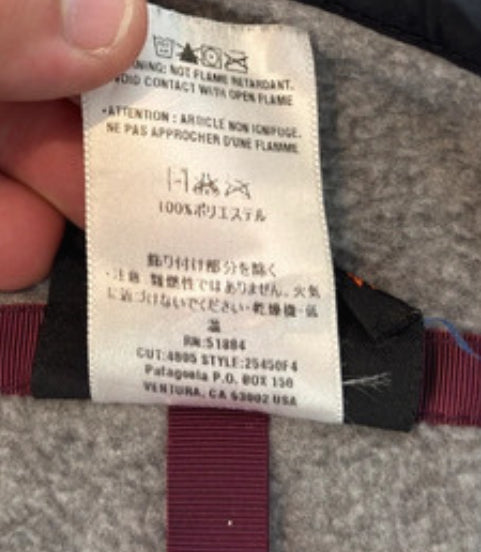 WARNING: NOT FLAME RETARDANT.
AVOID CONTACT WITH OPEN FLAME
•ATTENTION : ARTICLE NON IGNIFUGE.
NE PAS APPROCHER D'UNE FLAMME
100%ポリエステル
飾り付け部分を除く
・注意 難燃性ではありません。火気
に近づけないでください・乾燥機・低
温
RN:51884
CUT:4805 STYLE:25450F4
Patagonia P.O. BOX 150
VENTURA, CA 93002 USA